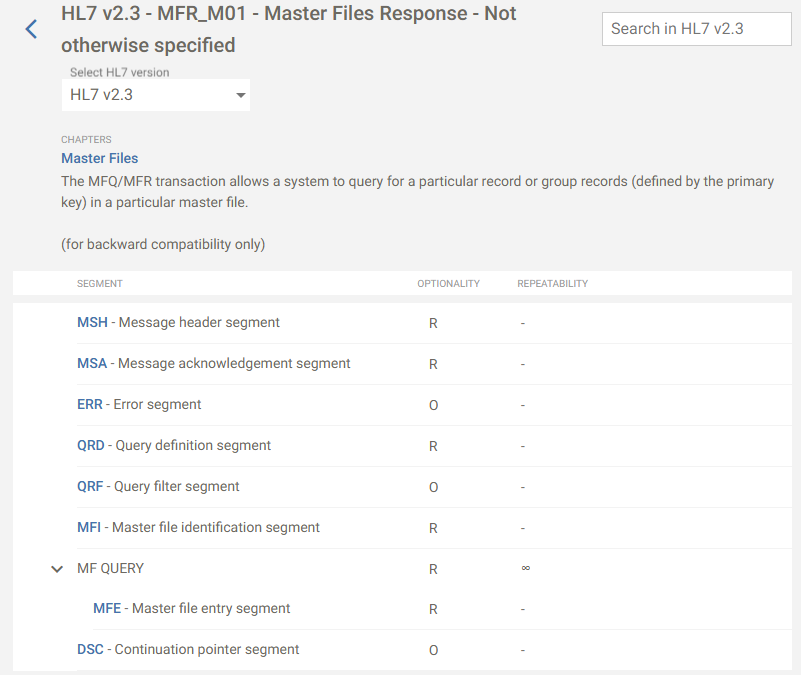 HL7 v2.3 - MFR_M01 - Master Files Response - Not
otherwise specified
Search in HL7 v2.3
Select HL7 version
HL7 v2.3
CHAPTERS
Master Files
The MFQ/MFR transaction allows a system to query for a particular record or group records (defined by the primary
key) in a particular master file.
(for backward compatibility only)
SEGMENT OPTIONALITY REPEATABILITY
MSH - Message header segment R -
MSA - Message acknowledgement segment R -
ERR - Error segment O -
QRD - Query definition segment R -
QRF - Query filter segment O -
MFI - Master file identification segment R -
MF QUERY R ∞
MFE - Master file entry segment R -
DSC - Continuation pointer segment O -